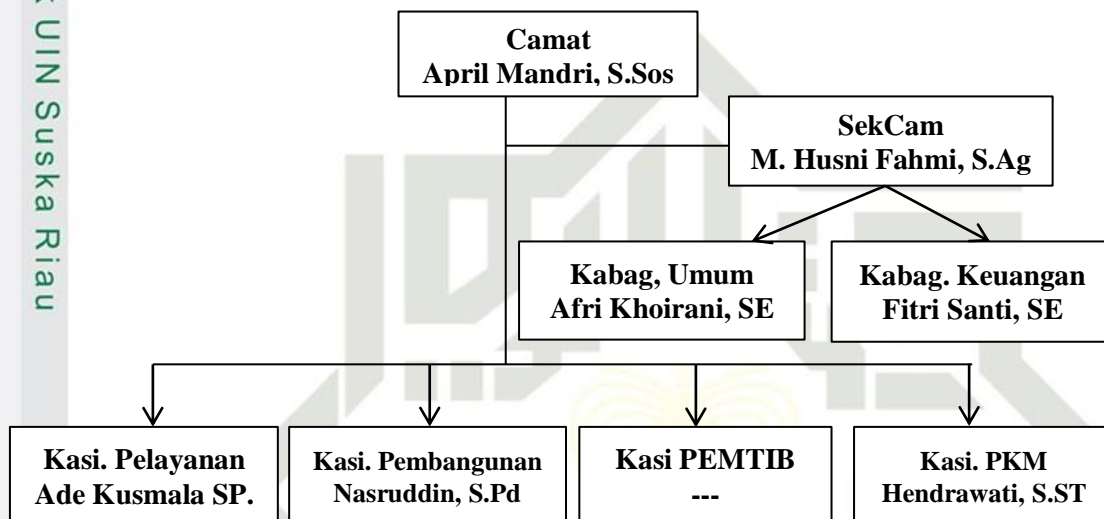 UIN Suska Riau
Camat
April Mandri, S.Sos
SekCam
M. Husni Fahmi, S.Ag
Kabag, Umum
Afri Khoirani, SE
Kabag. Keuangan
Fitri Santi, SE
Kasi. Pelayanan
Ade Kusmala SP.
Kasi. Pembangunan
Nasruddin, S.Pd
Kasi PEMTIB
---
Kasi. PKM
Hendrawati, S.ST